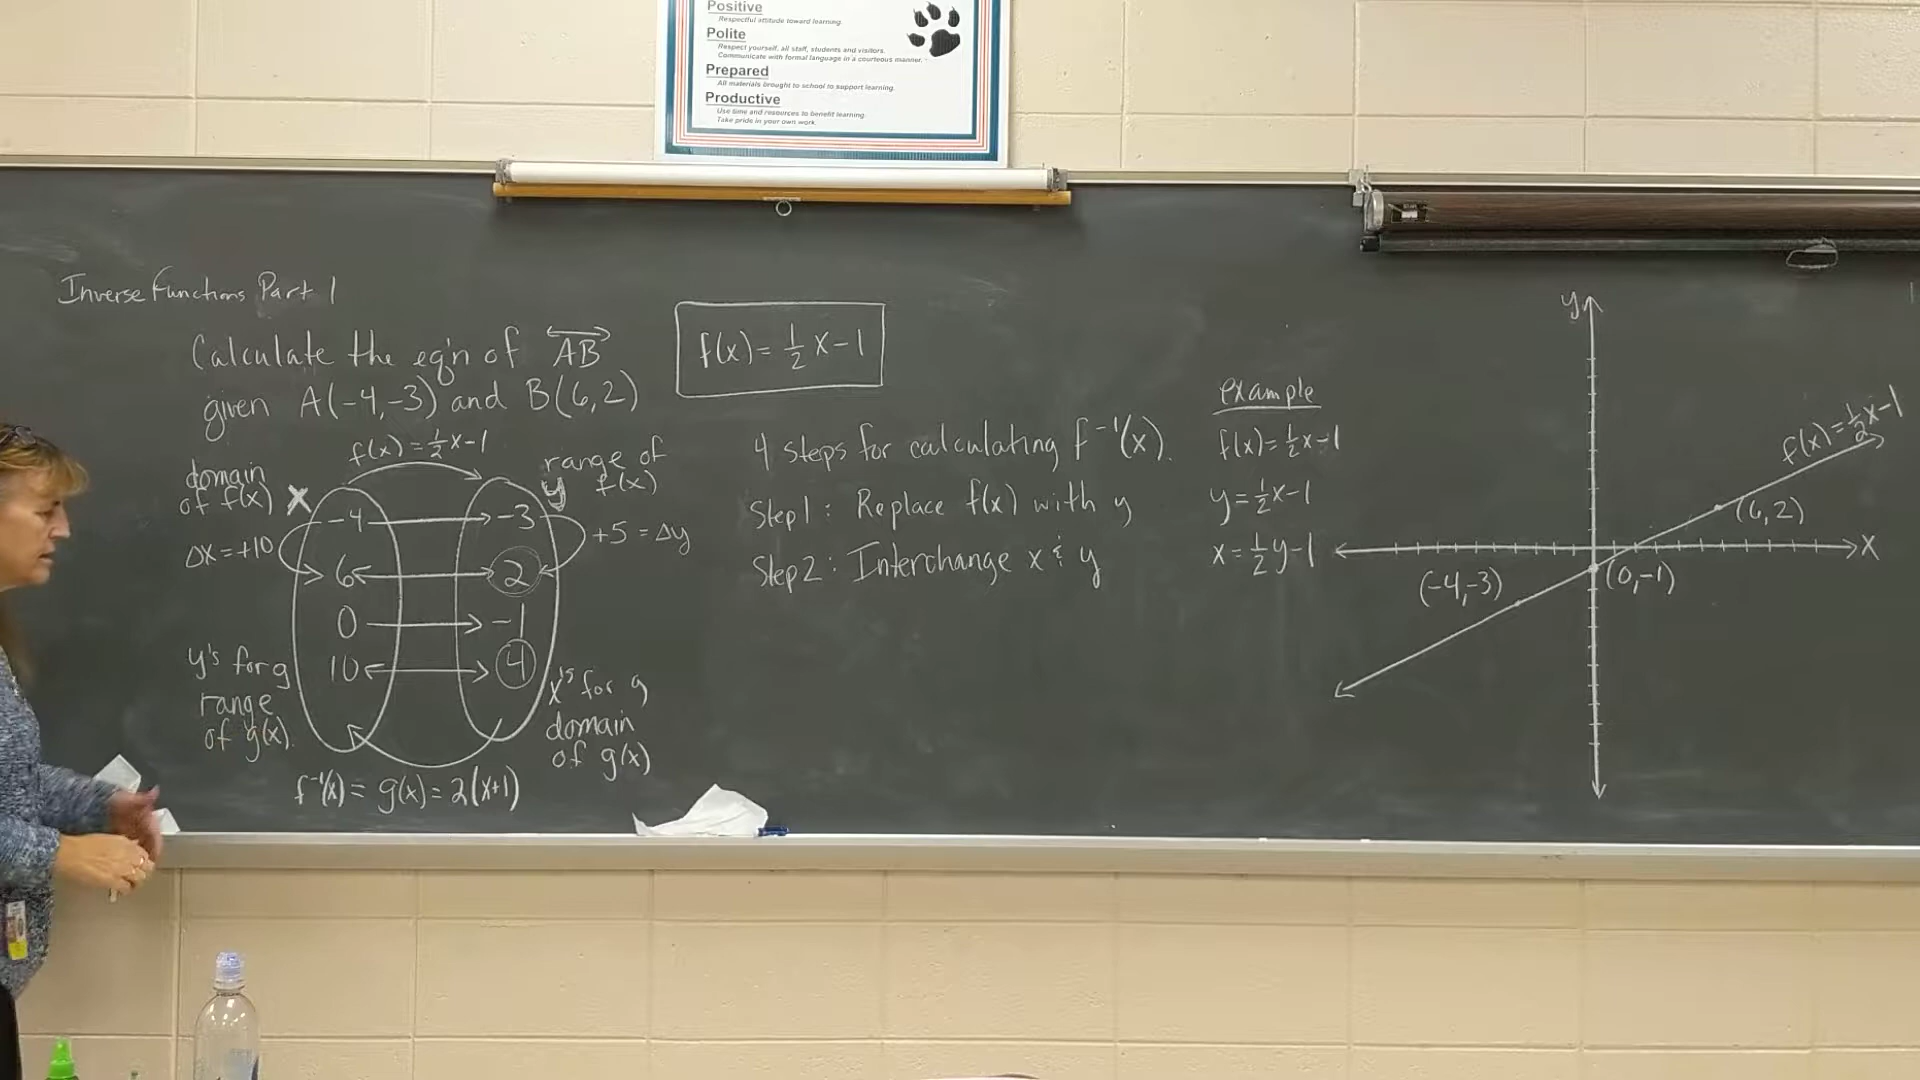 Positive
Respectful attitude toward learning.
Polite
Respect yourself, all staff, students and visitors.
Communicate with formal language in a courteous manner.
Prepared
All materials brought to school to support learning.
Productive
Use time and resources to benefit learning.
Take pride in your own work.
Inverse Functions Part 1
Calculate the eq'n of AB
given A(-4,-3) and B(6,2)
f(x) = 1/2 x - 1
f(x) = 1/2 x - 1
domain
of f(x)
x
range of
f(x)
y
Δx = +10
+5 = Δy
-4
-3
6
2
0
-1
10
4
y's for g
range
of g(x).
x's for g
domain
of g(x)
f⁻¹(x) = g(x) = 2(x+1)
4 steps for calculating f⁻¹(x).
Step 1 : Replace f(x) with y
Step 2 : Interchange x & y
example
f(x) = 1/2 x - 1
y = 1/2 x - 1
x = 1/2 y - 1
y
f(x) = 1/2 x - 1
(6,2)
x
(-4,-3)
(0,-1)